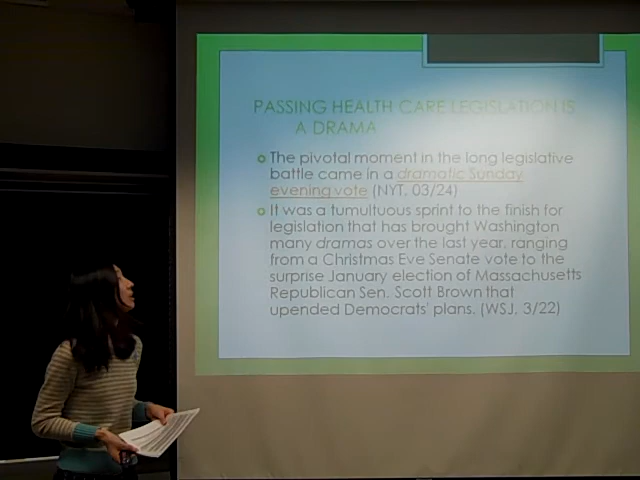 PASSING HEALTH CARE LEGISLATION IS
A DRAMA
The pivotal moment in the long legislative
battle came in a dramatic Sunday
evening vote (NYT, 03/24)
It was a tumultuous sprint to the finish for
legislation that has brought Washington
many dramas over the last year, ranging
from a Christmas Eve Senate vote to the
surprise January election of Massachusetts
Republican Sen. Scott Brown that
upended Democrats' plans. (WSJ, 3/22)